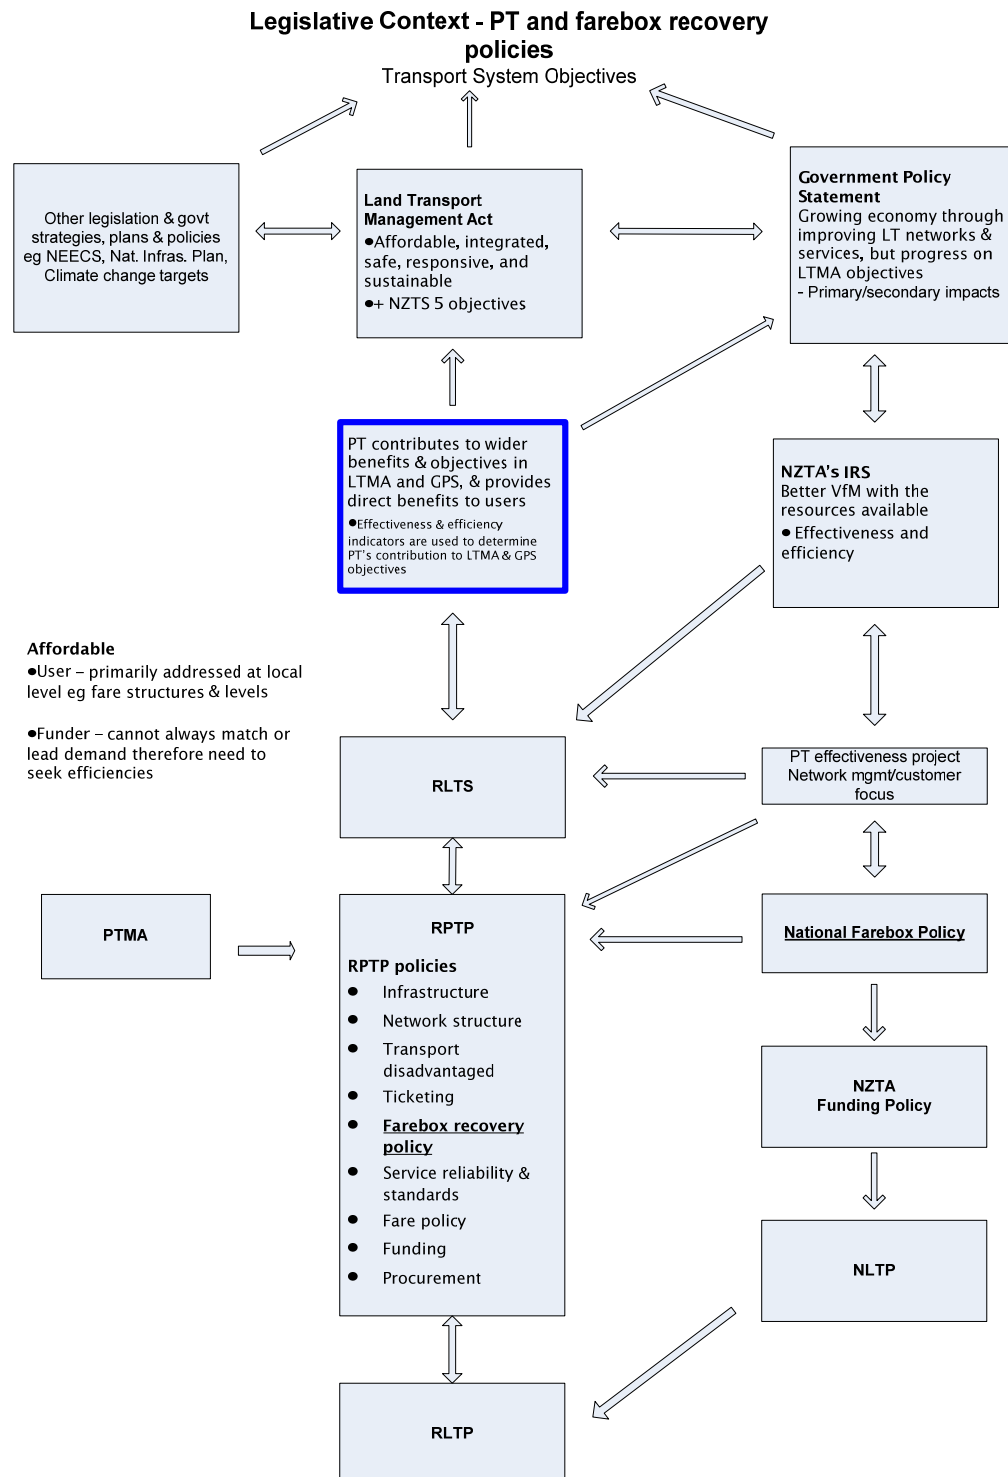 Legislative Context - PT and farebox recovery
policies
Transport System Objectives
Other legislation & govt
strategies, plans & policies
eg NEECS, Nat. Infras. Plan,
Climate change targets
Land Transport
Management Act
●Affordable, integrated,
safe, responsive, and
sustainable
●+ NZTS 5 objectives
Government Policy
Statement
Growing economy through
improving LT networks &
services, but progress on
LTMA objectives
- Primary/secondary impacts
PT contributes to wider
benefits & objectives in
LTMA and GPS, & provides
direct benefits to users
●Effectiveness & efficiency
indicators are used to determine
PT's contribution to LTMA & GPS
objectives
NZTA's IRS
Better VfM with the
resources available
● Effectiveness and
efficiency
Affordable
●User – primarily addressed at local
level eg fare structures & levels
●Funder – cannot always match or
lead demand therefore need to
seek efficiencies
RLTS
PT effectiveness project
Network mgmt/customer
focus
PTMA
RPTP
RPTP policies
● Infrastructure
● Network structure
● Transport
disadvantaged
● Ticketing
● Farebox recovery
policy
● Service reliability &
standards
● Fare policy
● Funding
● Procurement
National Farebox Policy
NZTA
Funding Policy
NLTP
RLTP